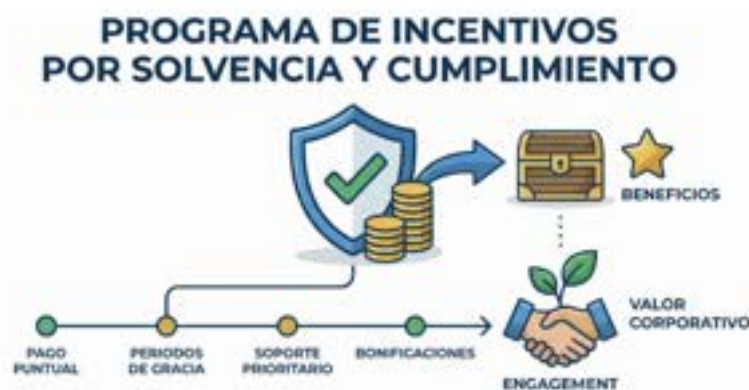 PROGRAMA DE INCENTIVOS
POR SOLVENCIA Y CUMPLIMIENTO
BENEFICIOS
VALOR
CORPORATIVO
PAGO
PUNTUAL
PERIODOS
DE GRACIA
SOPORTE
PRIORITARIO
BONIFICACIONES
ENGAGEMENT